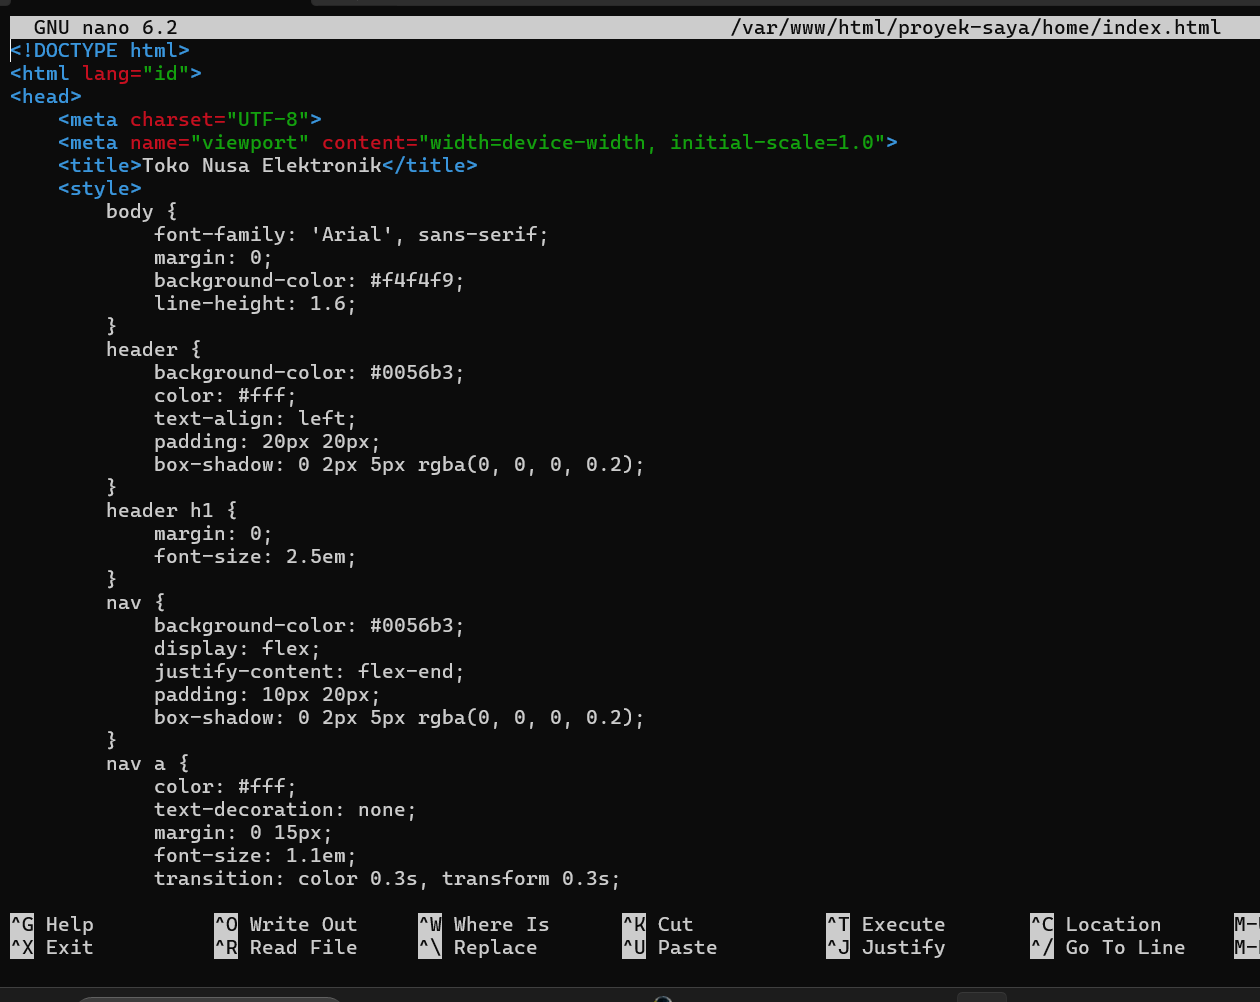 GNU nano 6.2 /var/www/html/proyek-saya/home/index.html
<!DOCTYPE html>
<html lang="id">
<head>
    <meta charset="UTF-8">
    <meta name="viewport" content="width=device-width, initial-scale=1.0">
    <title>Toko Nusa Elektronik</title>
    <style>
        body {
            font-family: 'Arial', sans-serif;
            margin: 0;
            background-color: #f4f4f9;
            line-height: 1.6;
        }
        header {
            background-color: #0056b3;
            color: #fff;
            text-align: left;
            padding: 20px 20px;
            box-shadow: 0 2px 5px rgba(0, 0, 0, 0.2);
        }
        header h1 {
            margin: 0;
            font-size: 2.5em;
        }
        nav {
            background-color: #0056b3;
            display: flex;
            justify-content: flex-end;
            padding: 10px 20px;
            box-shadow: 0 2px 5px rgba(0, 0, 0, 0.2);
        }
        nav a {
            color: #fff;
            text-decoration: none;
            margin: 0 15px;
            font-size: 1.1em;
            transition: color 0.3s, transform 0.3s;
^G Help ^O Write Out ^W Where Is ^K Cut ^T Execute ^C Location
^X Exit ^R Read File ^\ Replace ^U Paste ^J Justify ^/ Go To Line